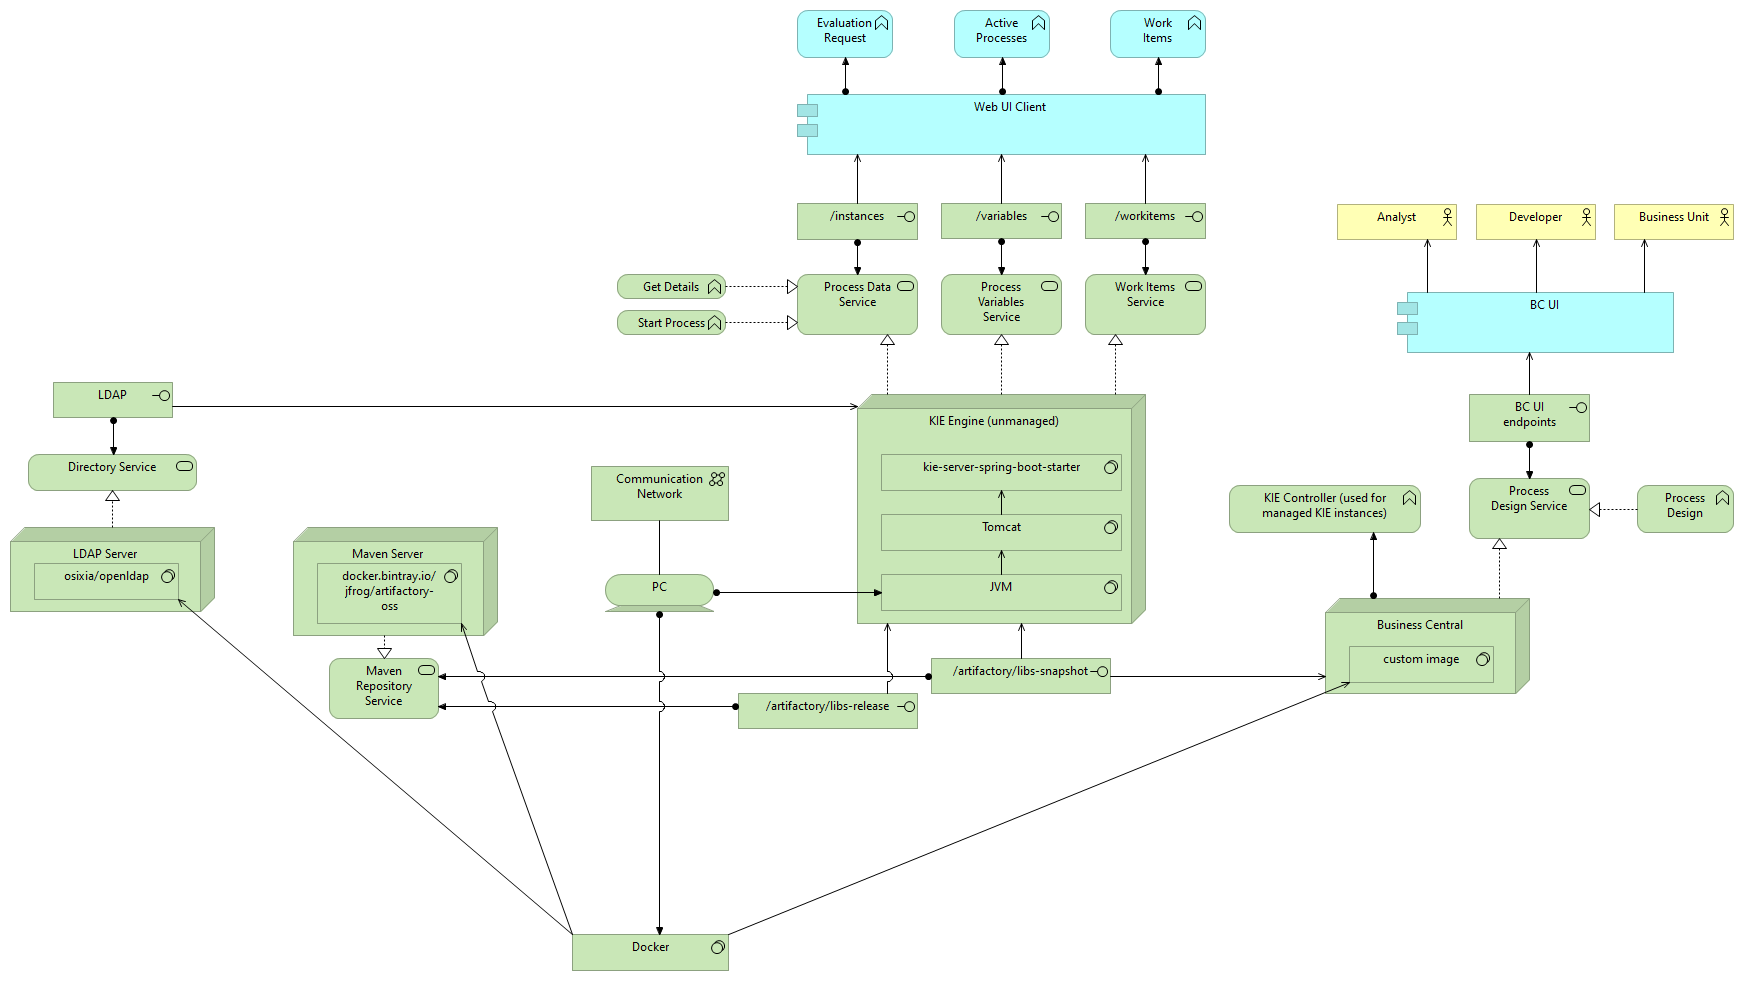 Evaluation
Request
Active
Processes
Work
Items
Web UI Client
/instances
/variables
/workitems
Analyst
Developer
Business Unit
Get Details
Start Process
Process Data
Service
Process
Variables
Service
Work Items
Service
BC UI
LDAP
BC UI
endpoints
KIE Engine (unmanaged)
Directory Service
kie-server-spring-boot-starter
Communication
Network
Tomcat
JVM
KIE Controller (used for
managed KIE instances)
Process
Design Service
Process
Design
LDAP Server
osixia/openldap
Maven Server
docker.bintray.io/
jfrog/artifactory-
oss
PC
Business Central
custom image
Maven
Repository
Service
/artifactory/libs-snapshot
/artifactory/libs-release
Docker